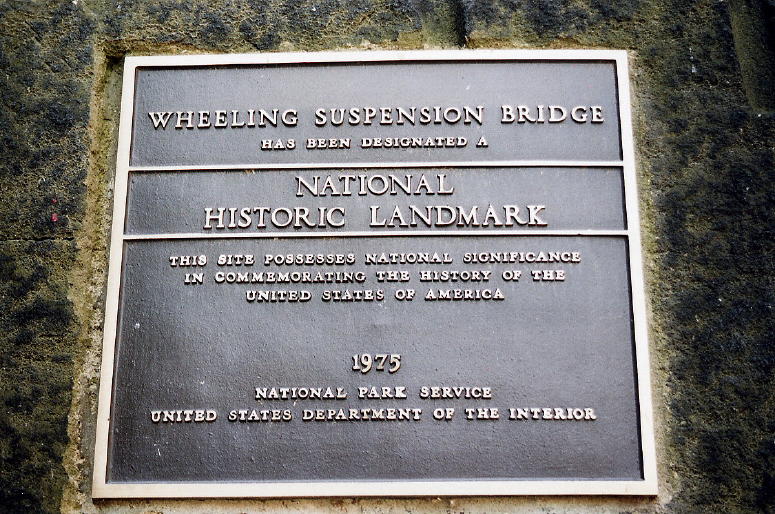 WHEELING SUSPENSION BRIDGE
HAS BEEN DESIGNATED A
NATIONAL
HISTORIC LANDMARK
THIS SITE POSSESSES NATIONAL SIGNIFICANCE
IN COMMEMORATING THE HISTORY OF THE
UNITED STATES OF AMERICA
1975
NATIONAL PARK SERVICE
UNITED STATES DEPARTMENT OF THE INTERIOR